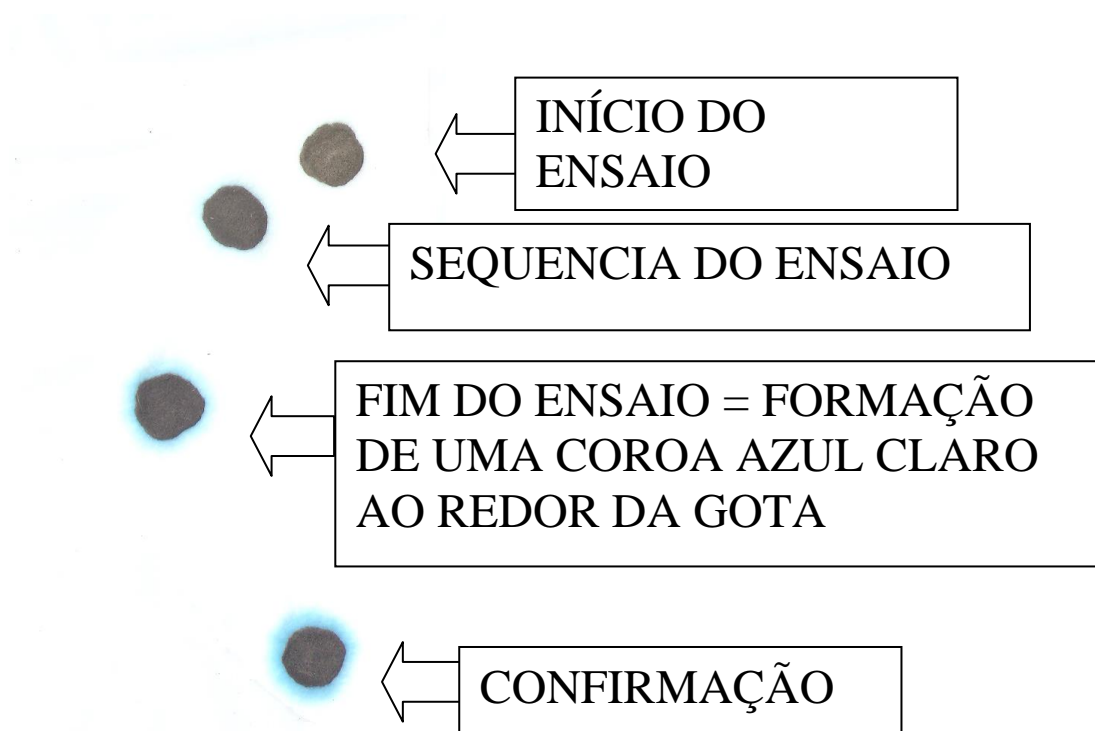 INÍCIO DO
ENSAIO
SEQUENCIA DO ENSAIO
FIM DO ENSAIO = FORMAÇÃO
DE UMA COROA AZUL CLARO
AO REDOR DA GOTA
CONFIRMAÇÃO